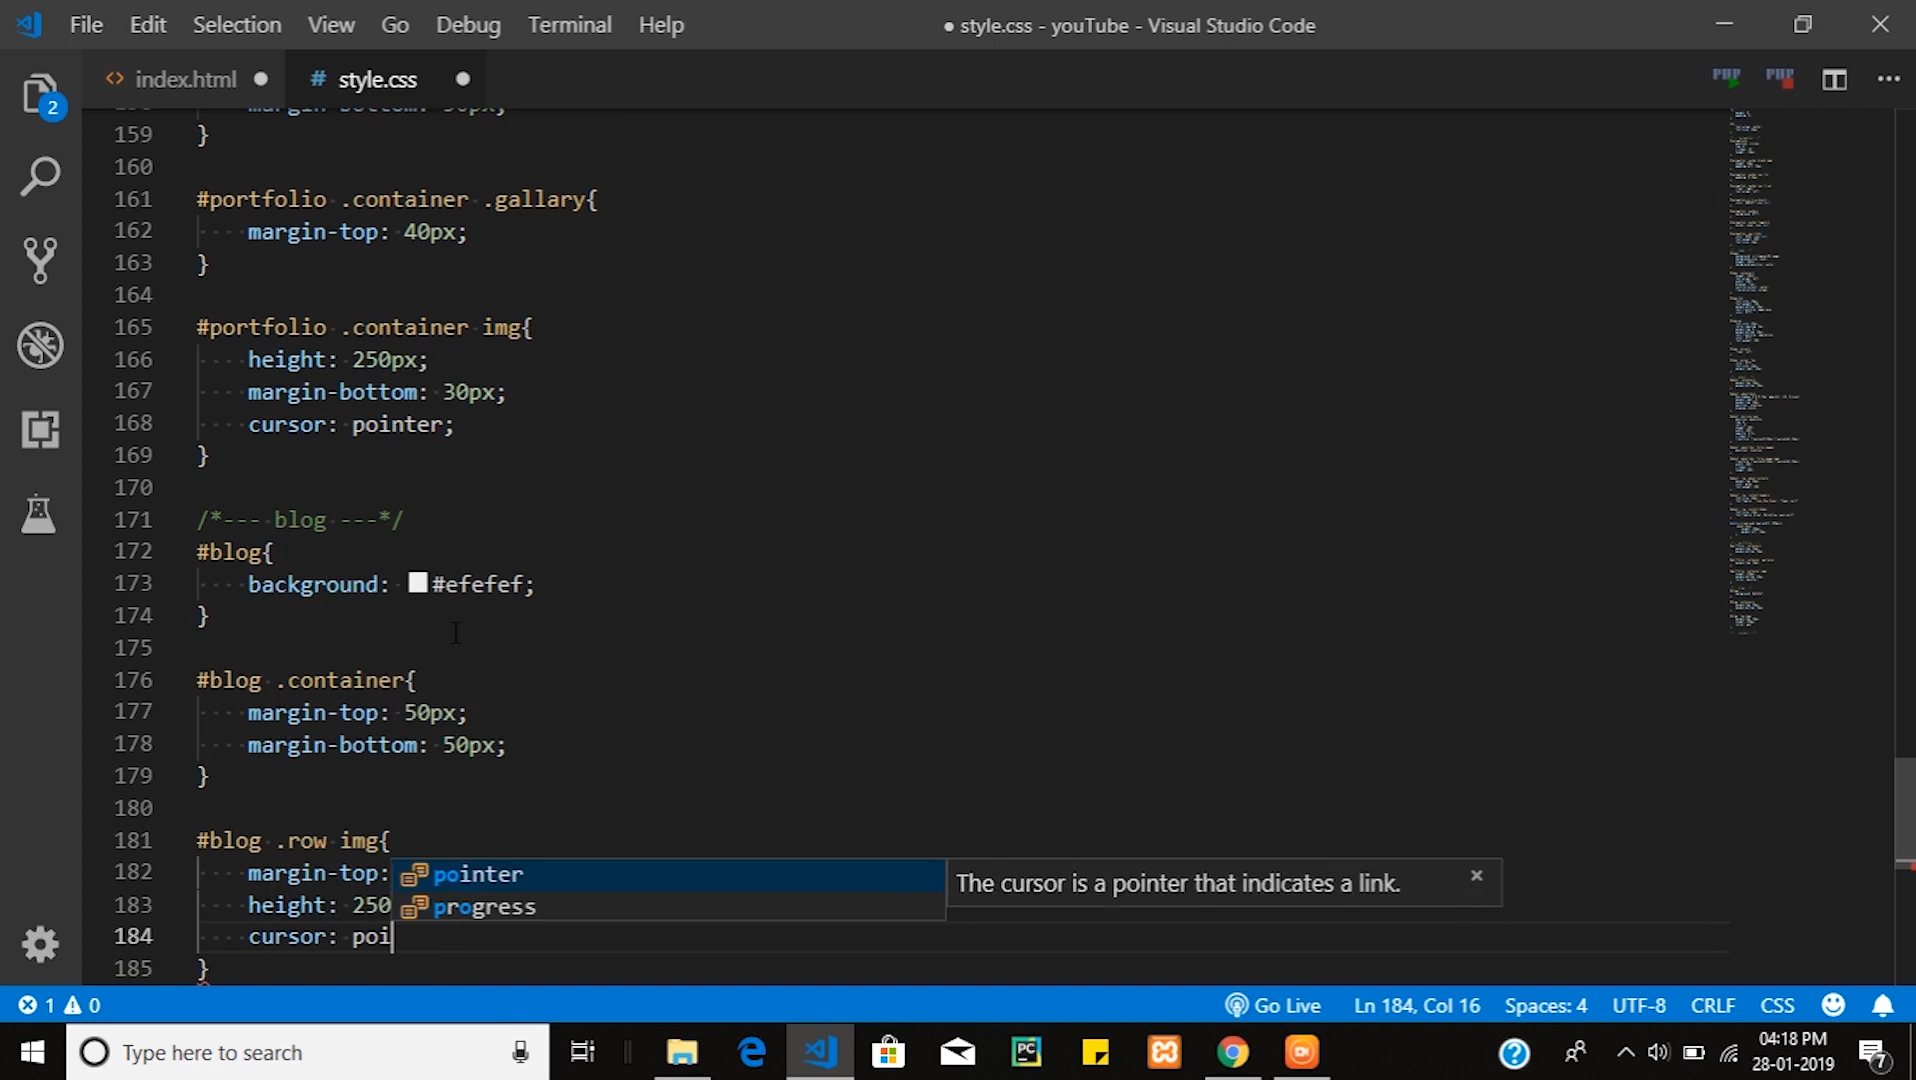 File Edit Selection View Go Debug Terminal Help
● style.css - youTube - Visual Studio Code
index.html
# style.css
PHP PHP
2
159 }
160
161 #portfolio .container .gallary{
162 margin-top: 40px;
163 }
164
165 #portfolio .container img{
166 height: 250px;
167 margin-bottom: 30px;
168 cursor: pointer;
169 }
170
171 /*--- blog ---*/
172 #blog{
173 background: #efefef;
174 }
175
176 #blog .container{
177 margin-top: 50px;
178 margin-bottom: 50px;
179 }
180
181 #blog .row img{
182 margin-top:
pointer
The cursor is a pointer that indicates a link.
183 height: 250
progress
184 cursor: poi
185 }
1 0
Go Live Ln 184, Col 16 Spaces: 4 UTF-8 CRLF CSS
Type here to search
PC
04:18 PM
28-01-2019
7